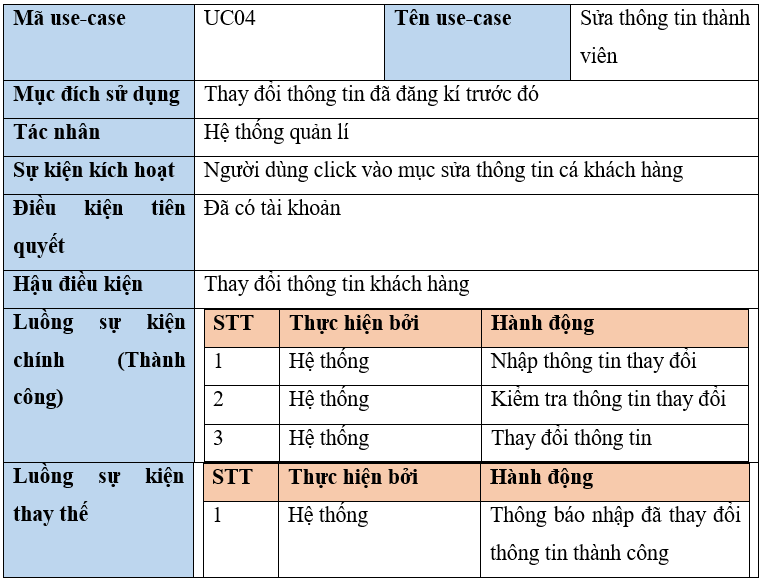 Mã use-case UC04 Tên use-case Sửa thông tin thành
viên
Mục đích sử dụng Thay đổi thông tin đã đăng kí trước đó
Tác nhân Hệ thống quản lí
Sự kiện kích hoạt Người dùng click vào mục sửa thông tin cá khách hàng
Điều kiện tiên Đã có tài khoản
quyết
Hậu điều kiện Thay đổi thông tin khách hàng
Luồng sự kiện STT Thực hiện bởi Hành động
chính (Thành 1 Hệ thống Nhập thông tin thay đổi
công) 2 Hệ thống Kiểm tra thông tin thay đổi
3 Hệ thống Thay đổi thông tin
Luồng sự kiện STT Thực hiện bởi Hành động
thay thế 1 Hệ thống Thông báo nhập đã thay đổi
thông tin thành công